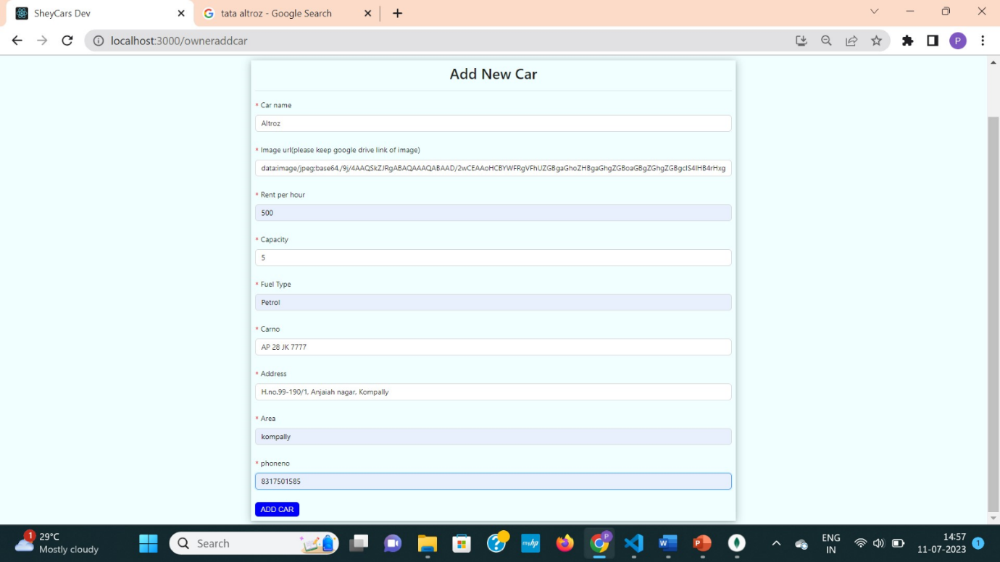 SheyCars Dev
tata altroz - Google Search
localhost:3000/owneraddcar
P
Add New Car
* Car name
Altroz
* Image url(please keep google drive link of image)
data:image/jpeg;base64,/9j/4AAQSkZJRgABAQAAAQABAAD/2wCEAAoHCBYWFRgVFhUZGBgaGhoZHBgaGhgZGBoaGBgZGhgZGBgcIS4lHB4rHxg
* Rent per hour
500
* Capacity
5
* Fuel Type
Petrol
* Carno
AP 28 JK 7777
* Address
H.no.99-190/1, Anjaiah nagar, Kompally
* Area
kompally
* phoneno
8317501585
ADD CAR
1
29°C
Mostly cloudy
Search
?
myhp
P
W
P
ENG
IN
14:57
11-07-2023
1